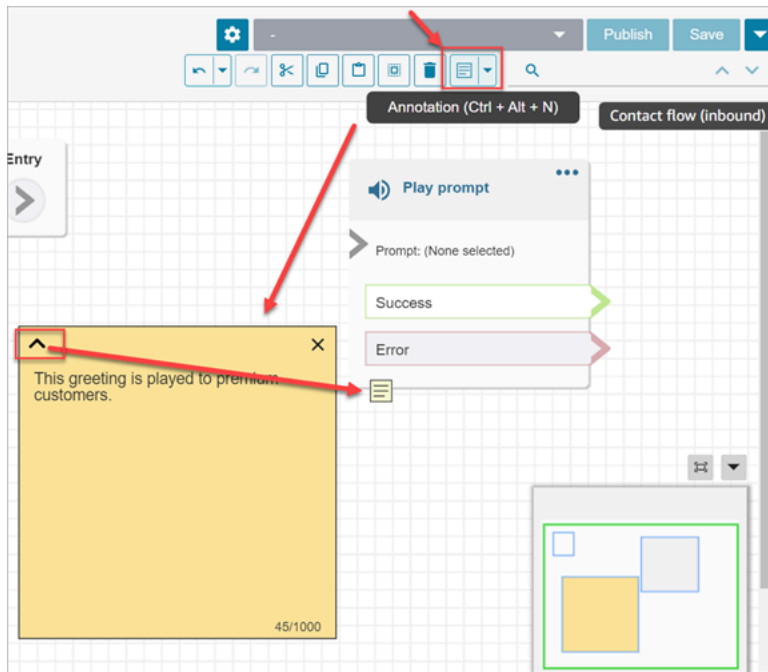 -
Publish
Save
Annotation (Ctrl + Alt + N)
Contact flow (inbound)
Entry
Play prompt
Prompt: (None selected)
Success
Error
This greeting is played to premium
customers.
45/1000